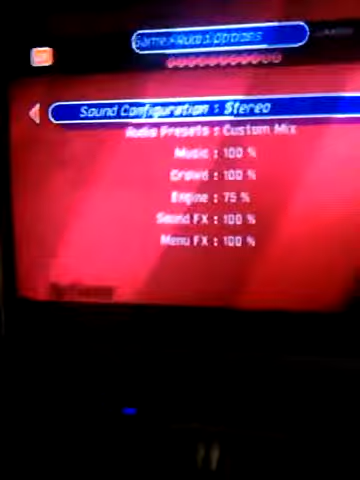 Game>Audio Options
Sound Configuration : Stereo
Audio Presets : Custom Mix
Music : 100 %
Crowd : 100 %
Engine : 75 %
Sound FX : 100 %
Menu FX : 100 %